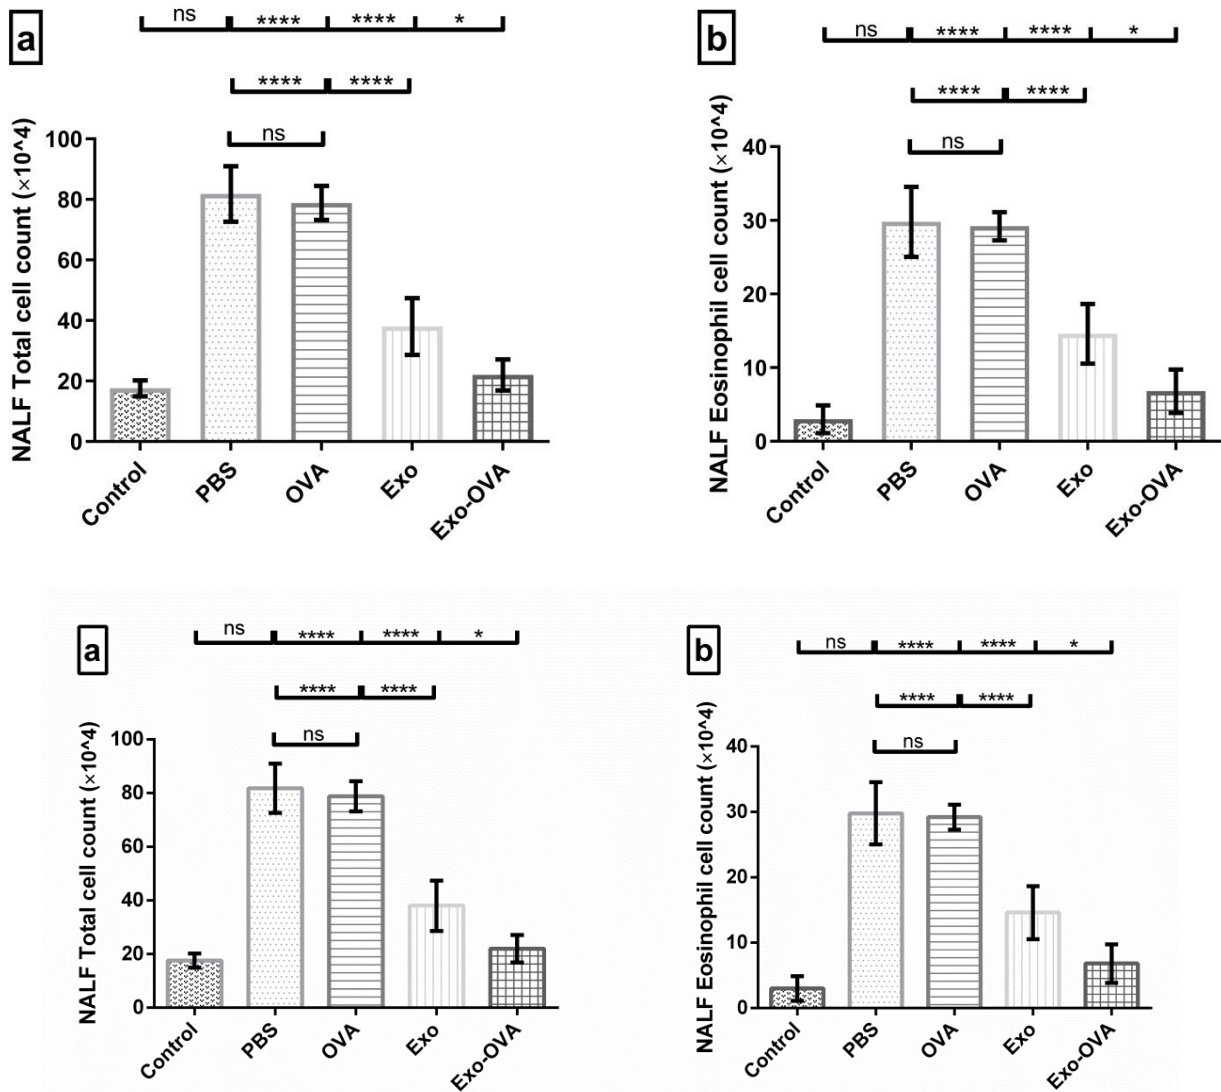 a
ns **** **** *
**** ****
ns
NALF Total cell count (×10^4)
100
80
60
40
20
0
Control PBS OVA Exo Exo-OVA
b
ns **** **** *
**** ****
ns
NALF Eosinophil cell count (×10^4)
40
30
20
10
0
Control PBS OVA Exo Exo-OVA
a
ns **** **** *
**** ****
ns
NALF Total cell count (×10^4)
100
80
60
40
20
0
Control PBS OVA Exo Exo-OVA
b
ns **** **** *
**** ****
ns
NALF Eosinophil cell count (×10^4)
40
30
20
10
0
Control PBS OVA Exo Exo-OVA